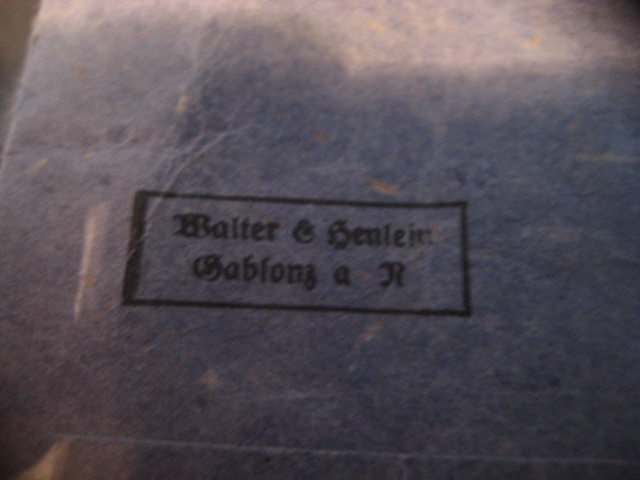 Walter & Henlein
Gablonz a N